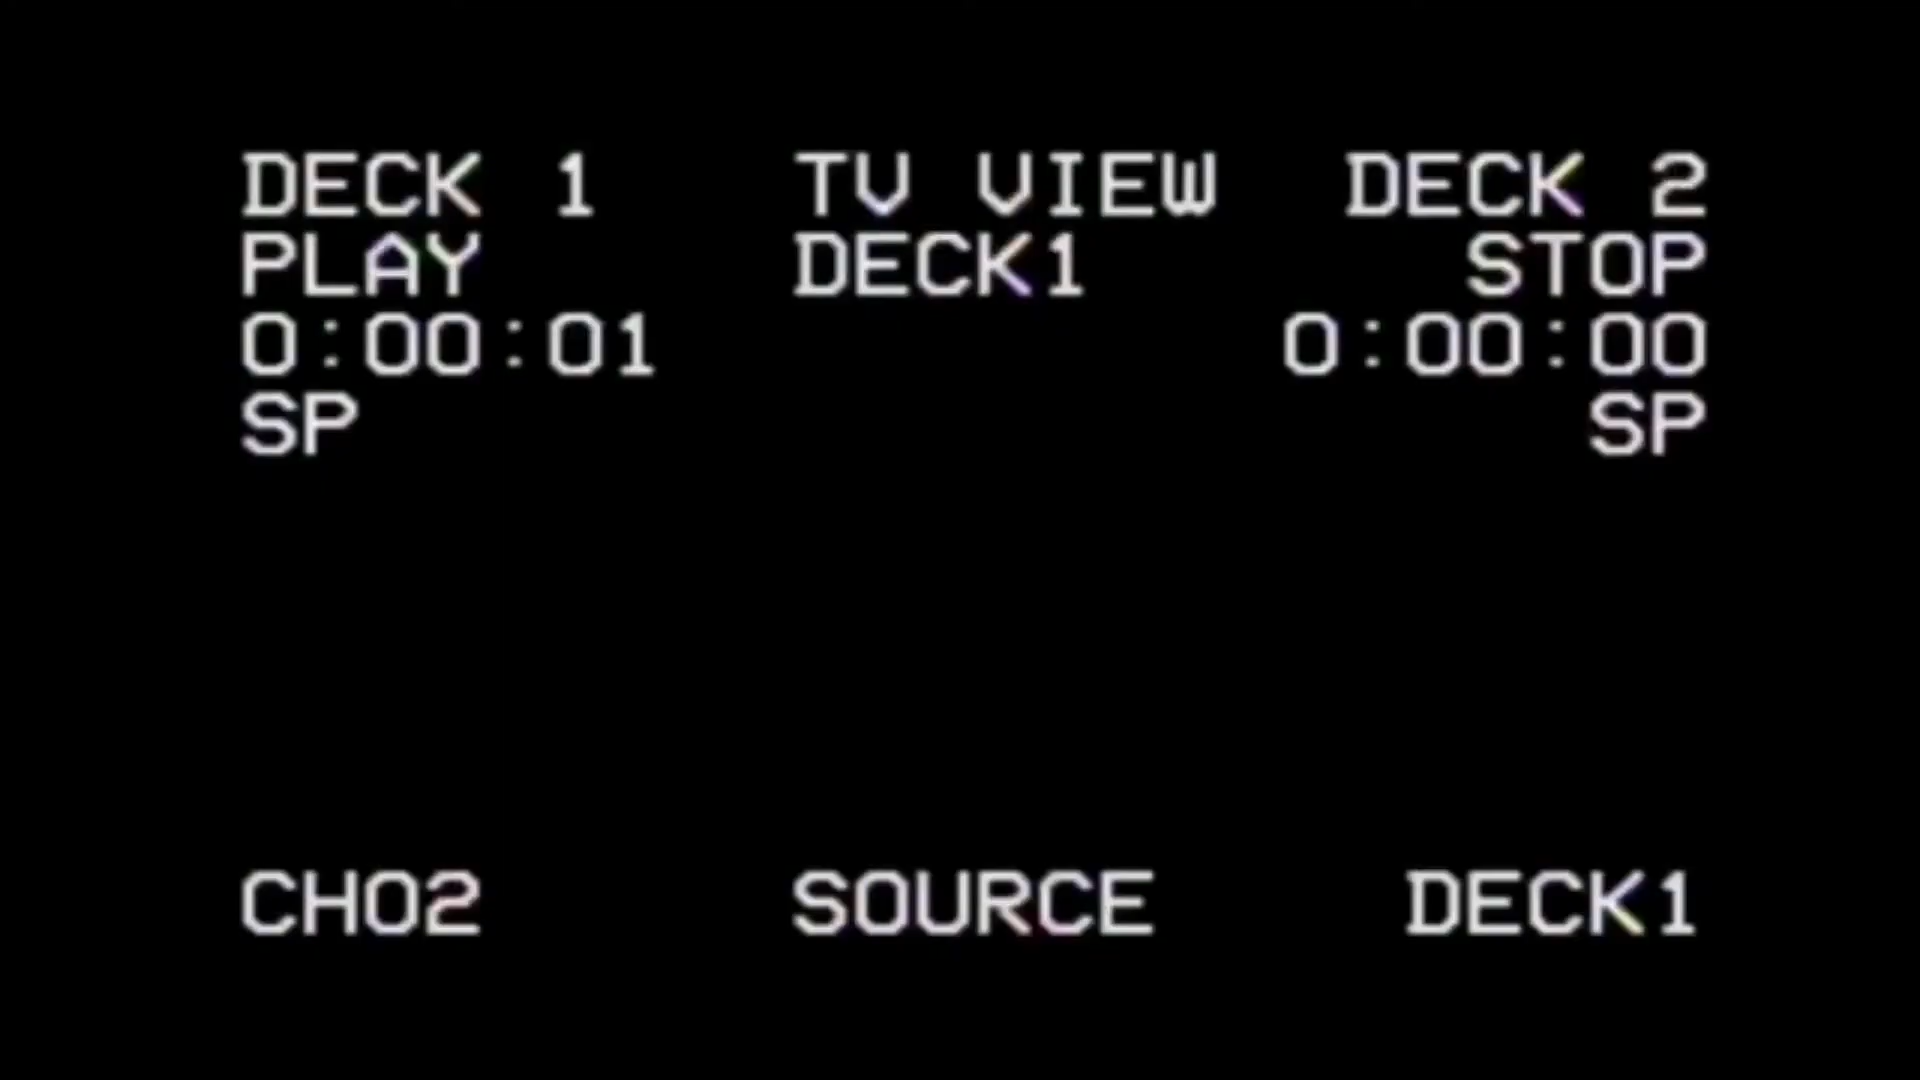 DECK 1 TV VIEW DECK 2
PLAY DECK1 STOP
0:00:01 0:00:00
SP SP
CH02 SOURCE DECK1